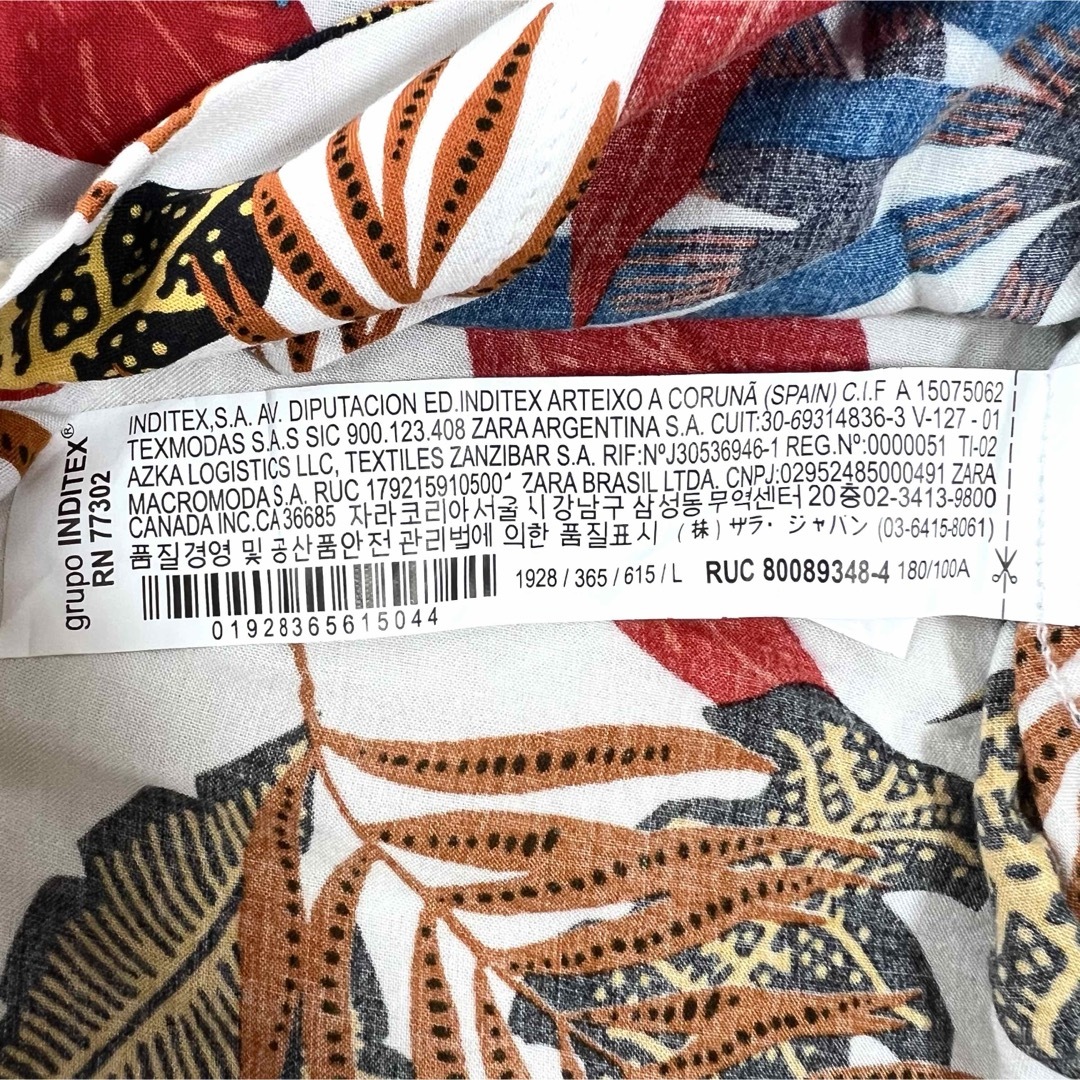 grupo INDITEX®
RN 77302
INDITEX,S.A. AV. DIPUTACION ED.INDITEX ARTEIXO A CORUNÃ (SPAIN) C.I.F A 15075062
TEXMODAS S.A.S SIC 900.123.408 ZARA ARGENTINA S.A. CUIT:30-69314836-3 V-127 - 01
AZKA LOGISTICS LLC, TEXTILES ZANZIBAR S.A. RIF:NºJ30536946-1 REG.Nº:0000051 TI-02
MACROMODA S.A. RUC 1792159105001 ZARA BRASIL LTDA. CNPJ:02952485000491 ZARA
CANADA INC.CA 36685 자라코리아서울 시강남구 삼성동무역센터 20층02-3413-9800
품질경영 및 공산품안전 관리법에 의한 품질표시 (株) ザラ・ジャパン (03-6415-8061)
1928 / 365 / 615 / L RUC 80089348-4 180/100A
01928365615044